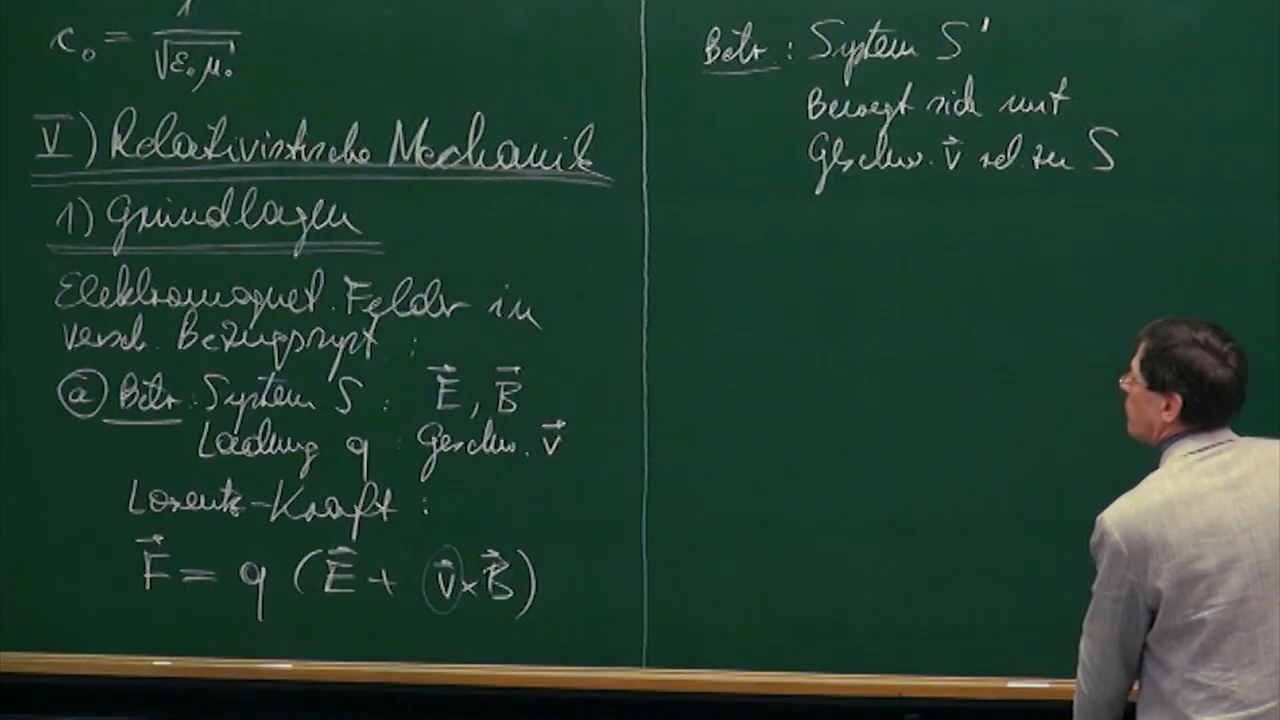 c₀ = 1/√ε₀μ₀
V) Relativistische Mechanik
1) Grundlagen
Elektromagnet. Felder in
versch. Bezugssyst. :
ⓐ Betr. : System S : E⃗, B⃗
Ladung q : Geschw. v⃗
Lorentz-Kraft :
F⃗ = q (E⃗ + v⃗ × B⃗)
Betr : System S'
Bewegt sich mit
Geschw. v⃗ rel zu S